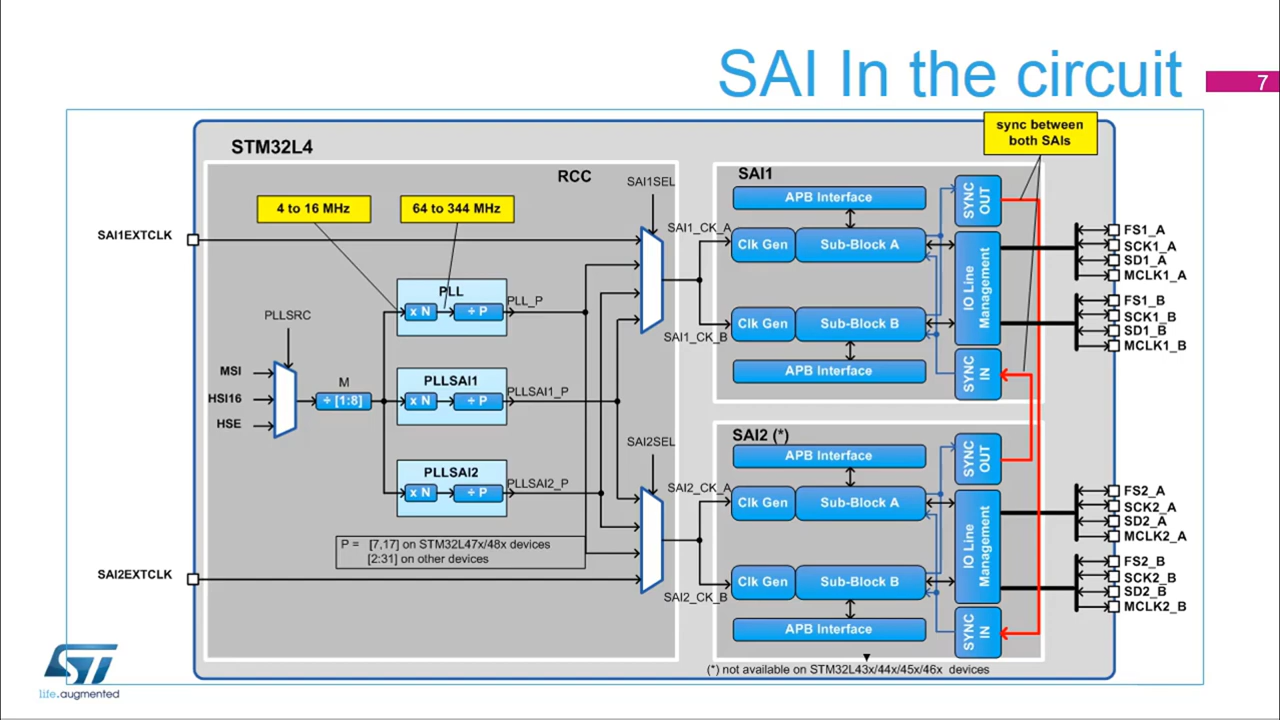 SAI In the circuit
7
sync between
both SAIs
STM32L4
RCC
4 to 16 MHz
64 to 344 MHz
SAI1SEL
SAI1EXTCLK
PLL
x N
÷ P
PLL_P
PLLSRC
MSI
HSI16
HSE
M
÷ [1:8]
PLLSAI1
x N
÷ P
PLLSAI1_P
PLLSAI2
x N
÷ P
PLLSAI2_P
SAI2SEL
P = [7,17] on STM32L47x/48x devices
[2:31] on other devices
SAI2EXTCLK
SAI1_CK_A
SAI1_CK_B
SAI2_CK_A
SAI2_CK_B
SAI1
APB Interface
Clk Gen
Sub-Block A
Clk Gen
Sub-Block B
APB Interface
SYNC
OUT
IO Line
Management
SYNC
IN
SAI2 (*)
APB Interface
Clk Gen
Sub-Block A
Clk Gen
Sub-Block B
APB Interface
SYNC
OUT
IO Line
Management
SYNC
IN
FS1_A
SCK1_A
SD1_A
MCLK1_A
FS1_B
SCK1_B
SD1_B
MCLK1_B
FS2_A
SCK2_A
SD2_A
MCLK2_A
FS2_B
SCK2_B
SD2_B
MCLK2_B
(*) not available on STM32L43x/44x/45x/46x devices
ST
life.augmented